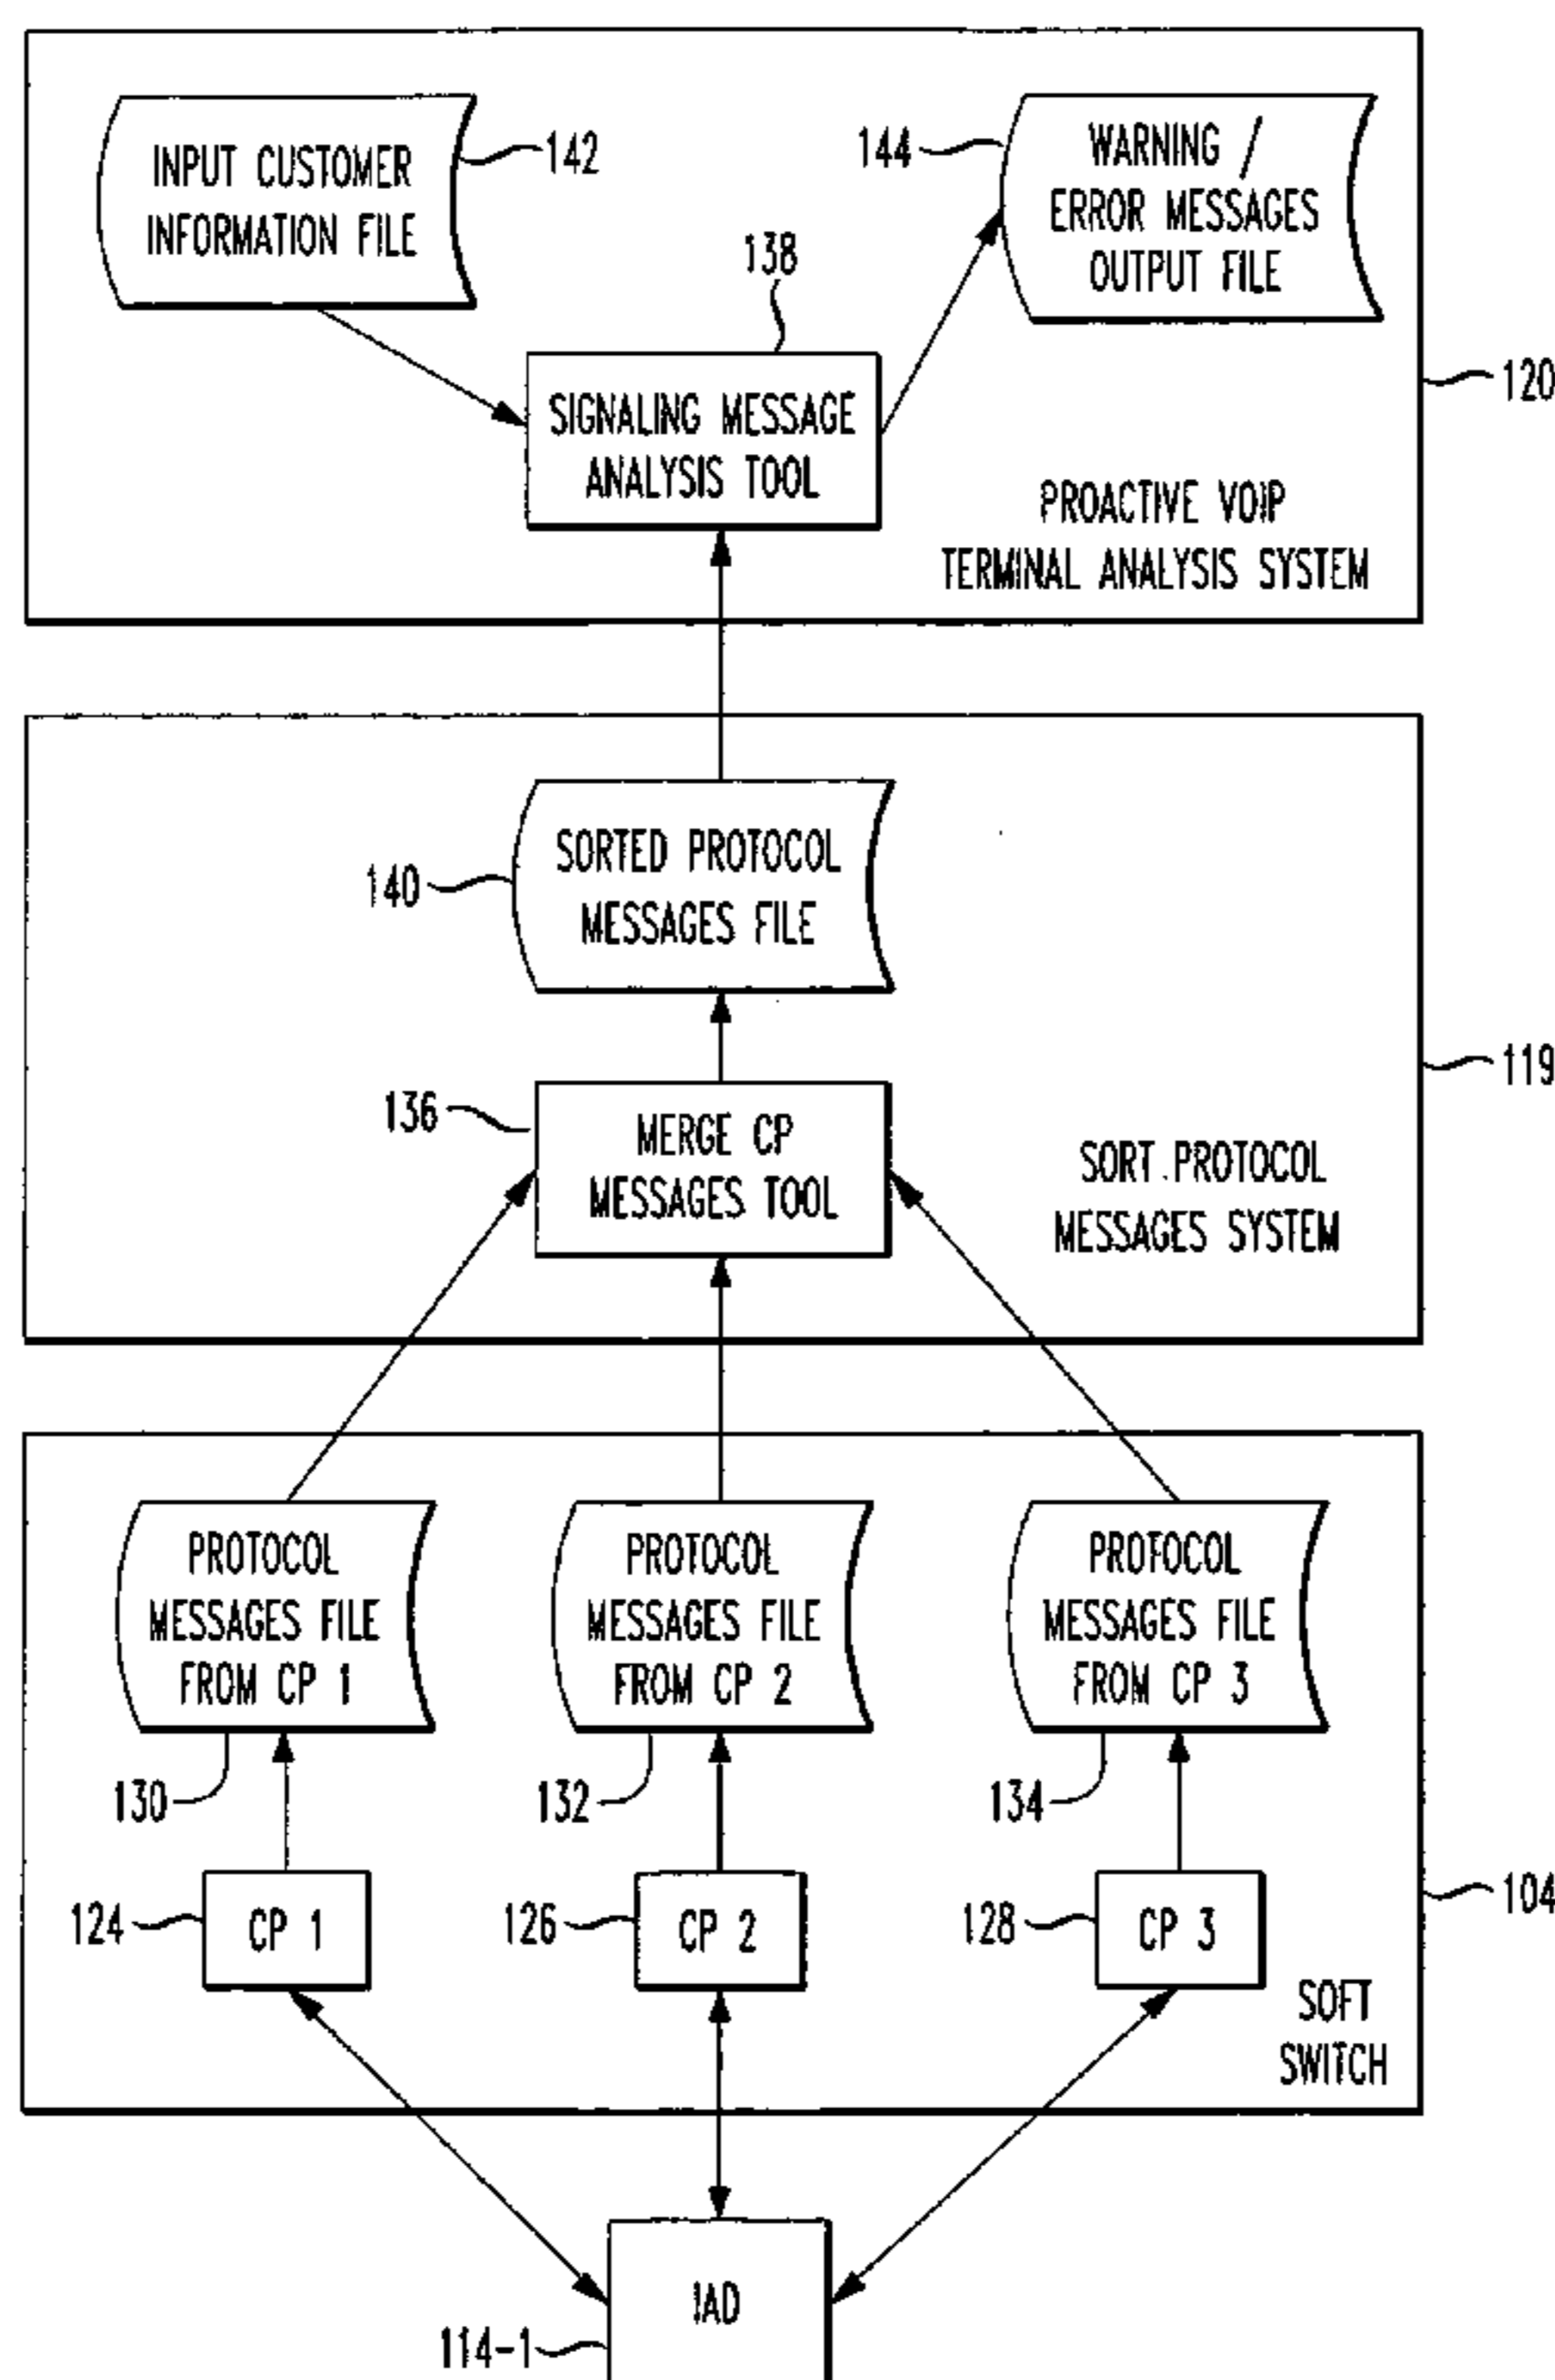 INPUT CUSTOMER
INFORMATION FILE
142
144
WARNING /
ERROR MESSAGES
OUTPUT FILE
138
SIGNALING MESSAGE
ANALYSIS TOOL
120
PROACTIVE VOIP
TERMINAL ANALYSIS SYSTEM
140
SORTED PROTOCOL
MESSAGES FILE
119
136
MERGE CP
MESSAGES TOOL
SORT PROTOCOL
MESSAGES SYSTEM
PROTOCOL
MESSAGES FILE
FROM CP 1
PROTOCOL
MESSAGES FILE
FROM CP 2
PROTOCOL
MESSAGES FILE
FROM CP 3
130
132
134
124
CP 1
126
CP 2
128
CP 3
104
SOFT
SWITCH
IAD
114-1